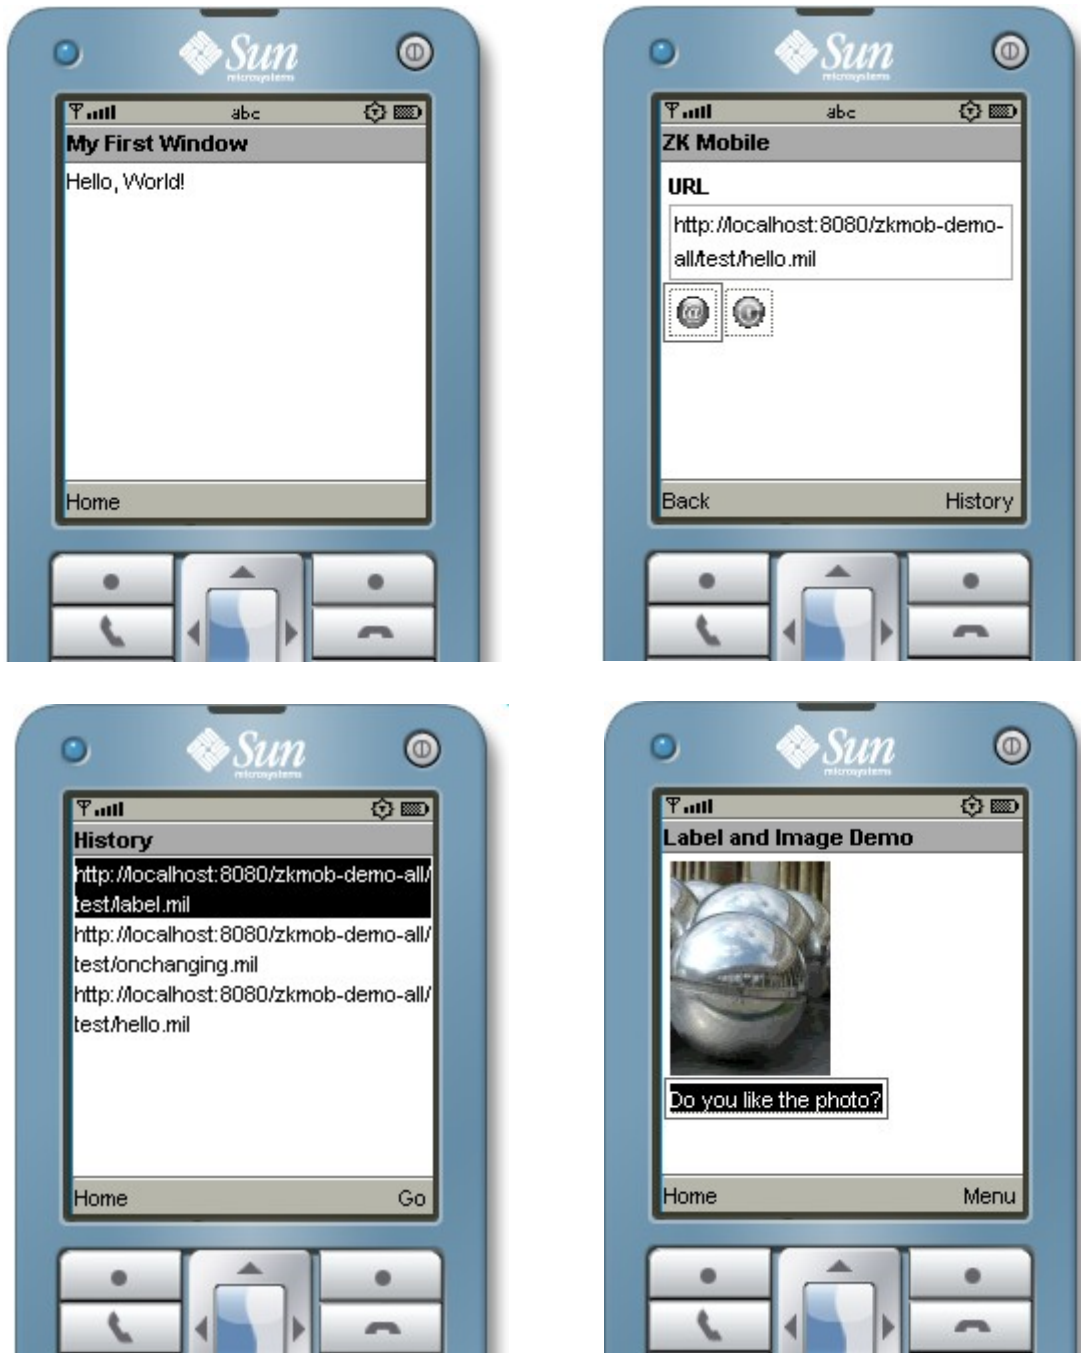 Sun
microsystems
abc
My First Window
Hello, World!
Home
Sun
microsystems
abc
ZK Mobile
URL
http://localhost:8080/zkmob-demo-
all/test/hello.mil
@
Back History
Sun
microsystems
History
http://localhost:8080/zkmob-demo-all/
test/label.mil
http://localhost:8080/zkmob-demo-all/
test/onchanging.mil
http://localhost:8080/zkmob-demo-all/
test/hello.mil
Home Go
Sun
microsystems
Label and Image Demo
Do you like the photo?
Home Menu